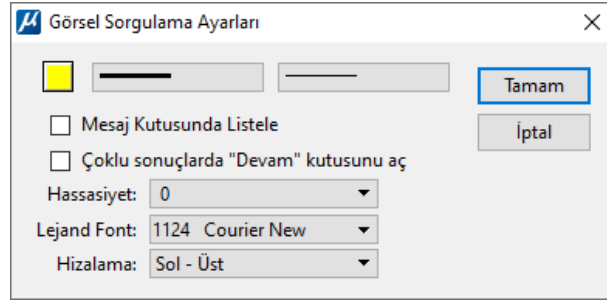 Görsel Sorgulama Ayarları
Tamam
Mesaj Kutusunda Listele
İptal
Çoklu sonuçlarda "Devam" kutusunu aç
Hassasiyet: 0
Lejand Font: 1124 Courier New
Hizalama: Sol - Üst